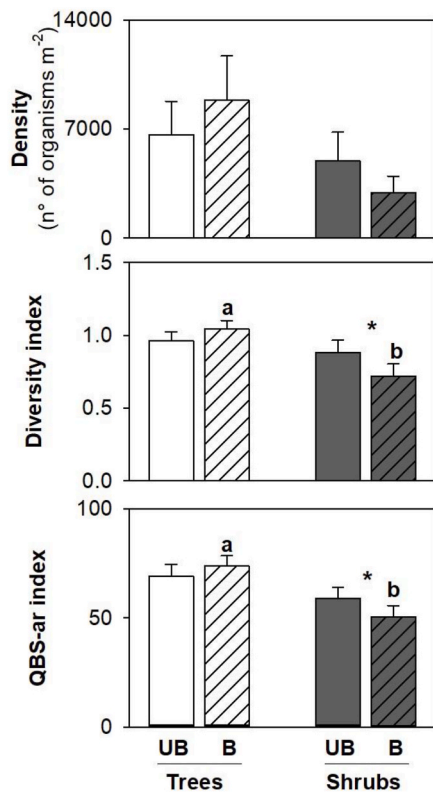 Density
(n° of organisms m⁻²)
14000
7000
0
Diversity index
1.5
1.0
0.5
0.0
a
*
b
QBS-ar index
100
50
0
a
*
b
UB B UB B
Trees Shrubs